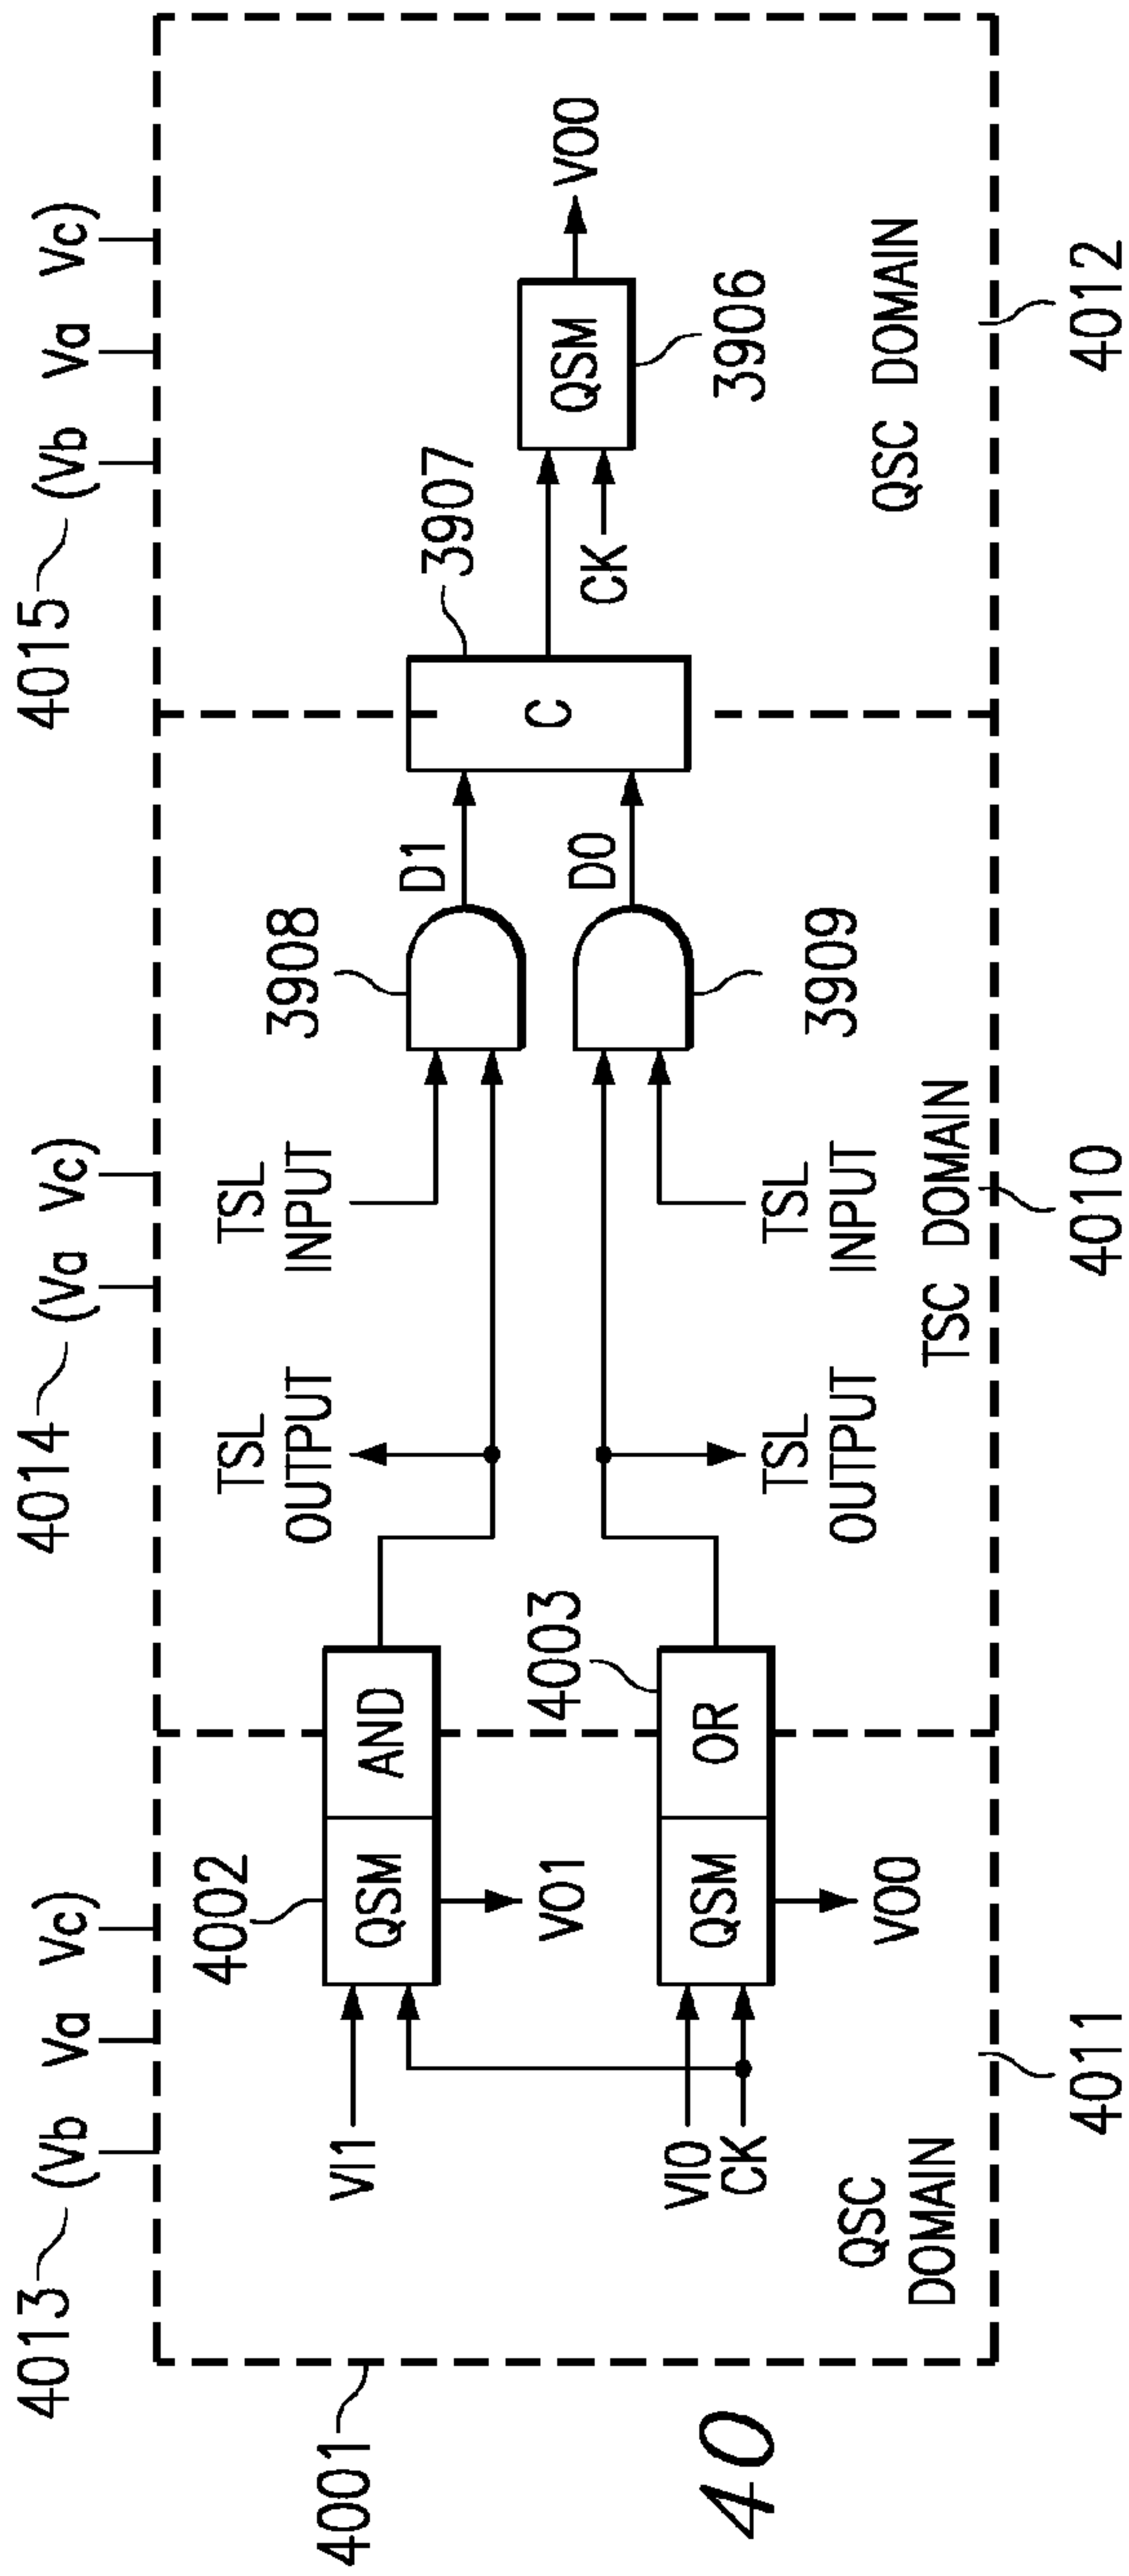 4013 (Vb Va Vc)
4014 (Va Vc)
4015 (Vb Va Vc)
4001
4002
QSM AND
VI1
VO1
4003
QSM OR
VI0
CK
VO0
QSC
DOMAIN
4011
TSL
OUTPUT
TSL
INPUT
3908
D1
TSL
OUTPUT
TSL
INPUT
3909
D0
TSC DOMAIN
4010
C
3907
CK
QSM
3906
VO0
QSC DOMAIN
4012
40